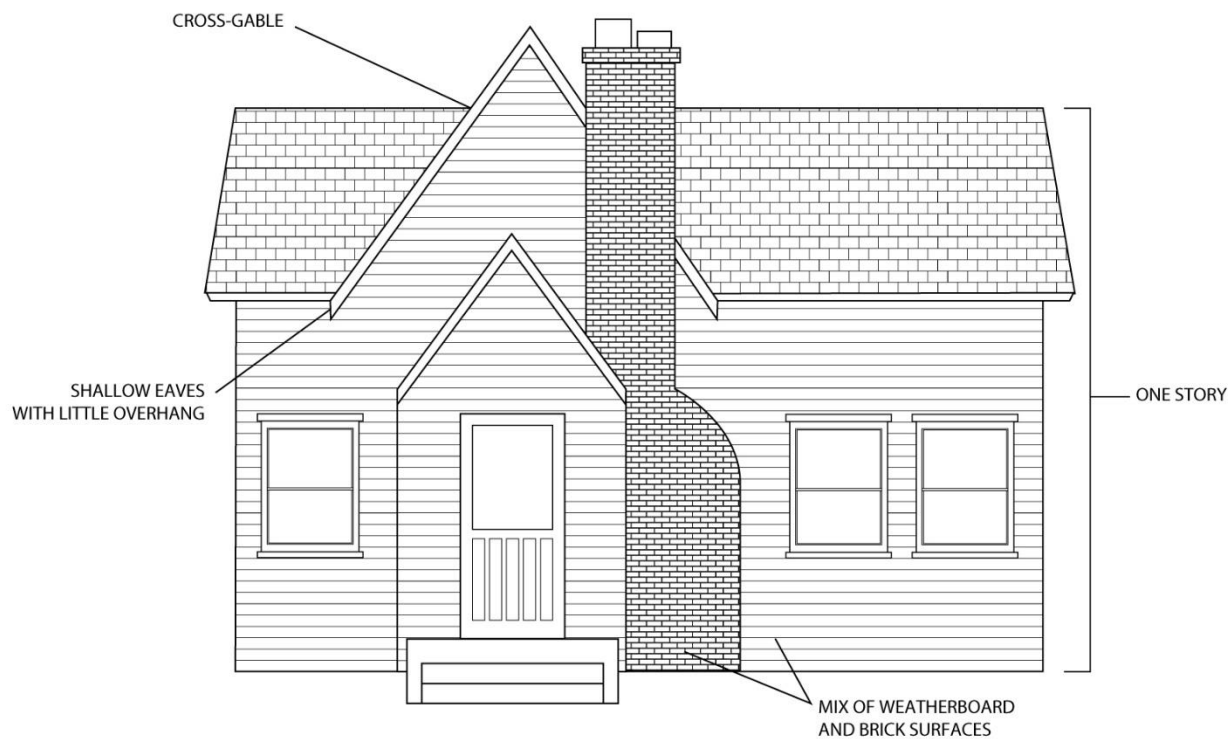 CROSS-GABLE
SHALLOW EAVES
WITH LITTLE OVERHANG
ONE STORY
MIX OF WEATHERBOARD
AND BRICK SURFACES